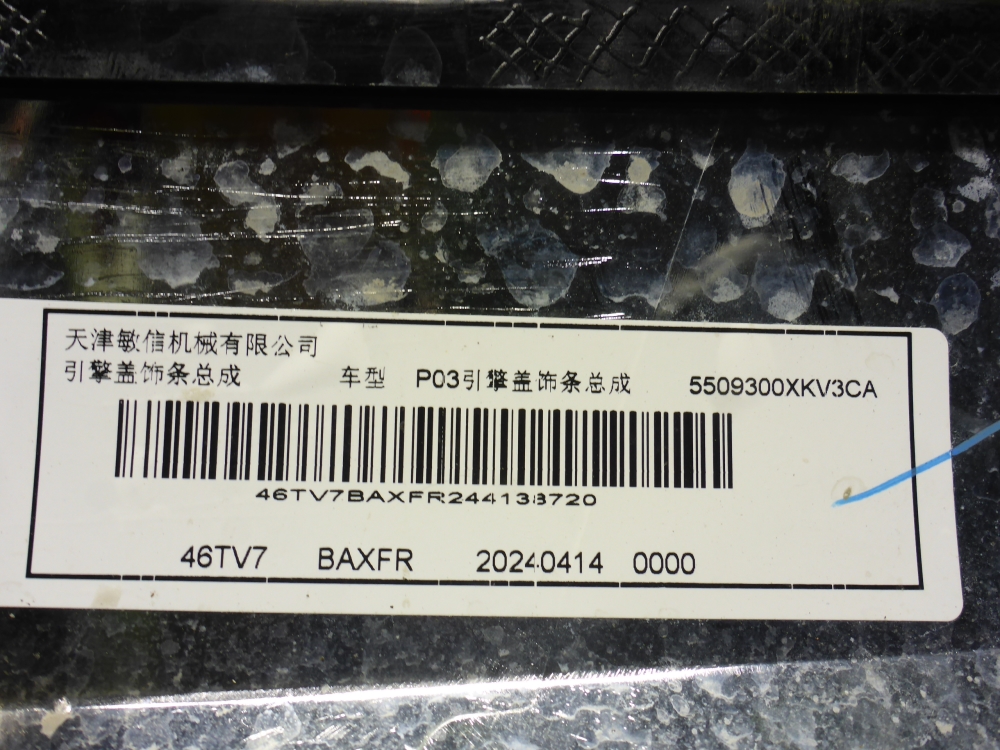 天津敏信机械有限公司
引擎盖饰条总成 车型 P03引擎盖饰条总成 5509300XKV3CA
46TV7BAXFR244138720
46TV7 BAXFR 20240414 0000